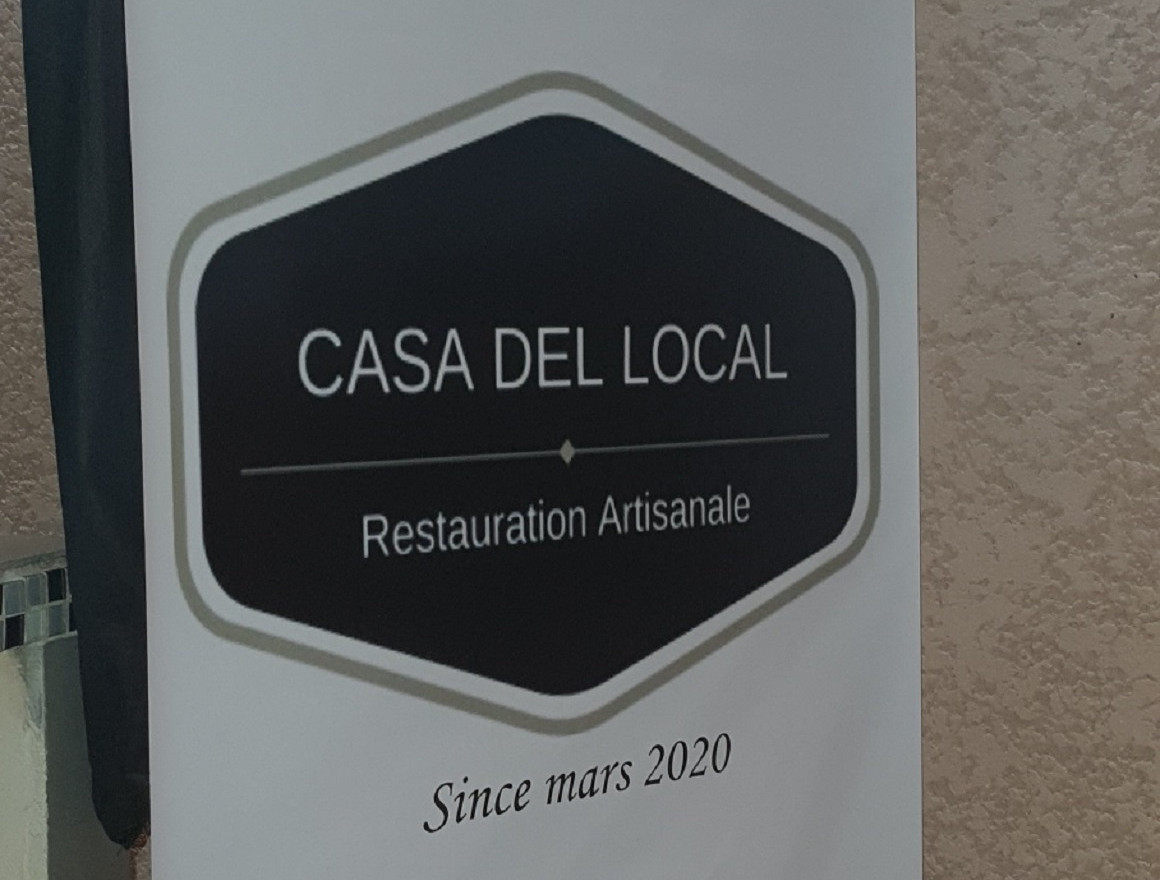 CASA DEL LOCAL
Restauration Artisanale
Since mars 2020